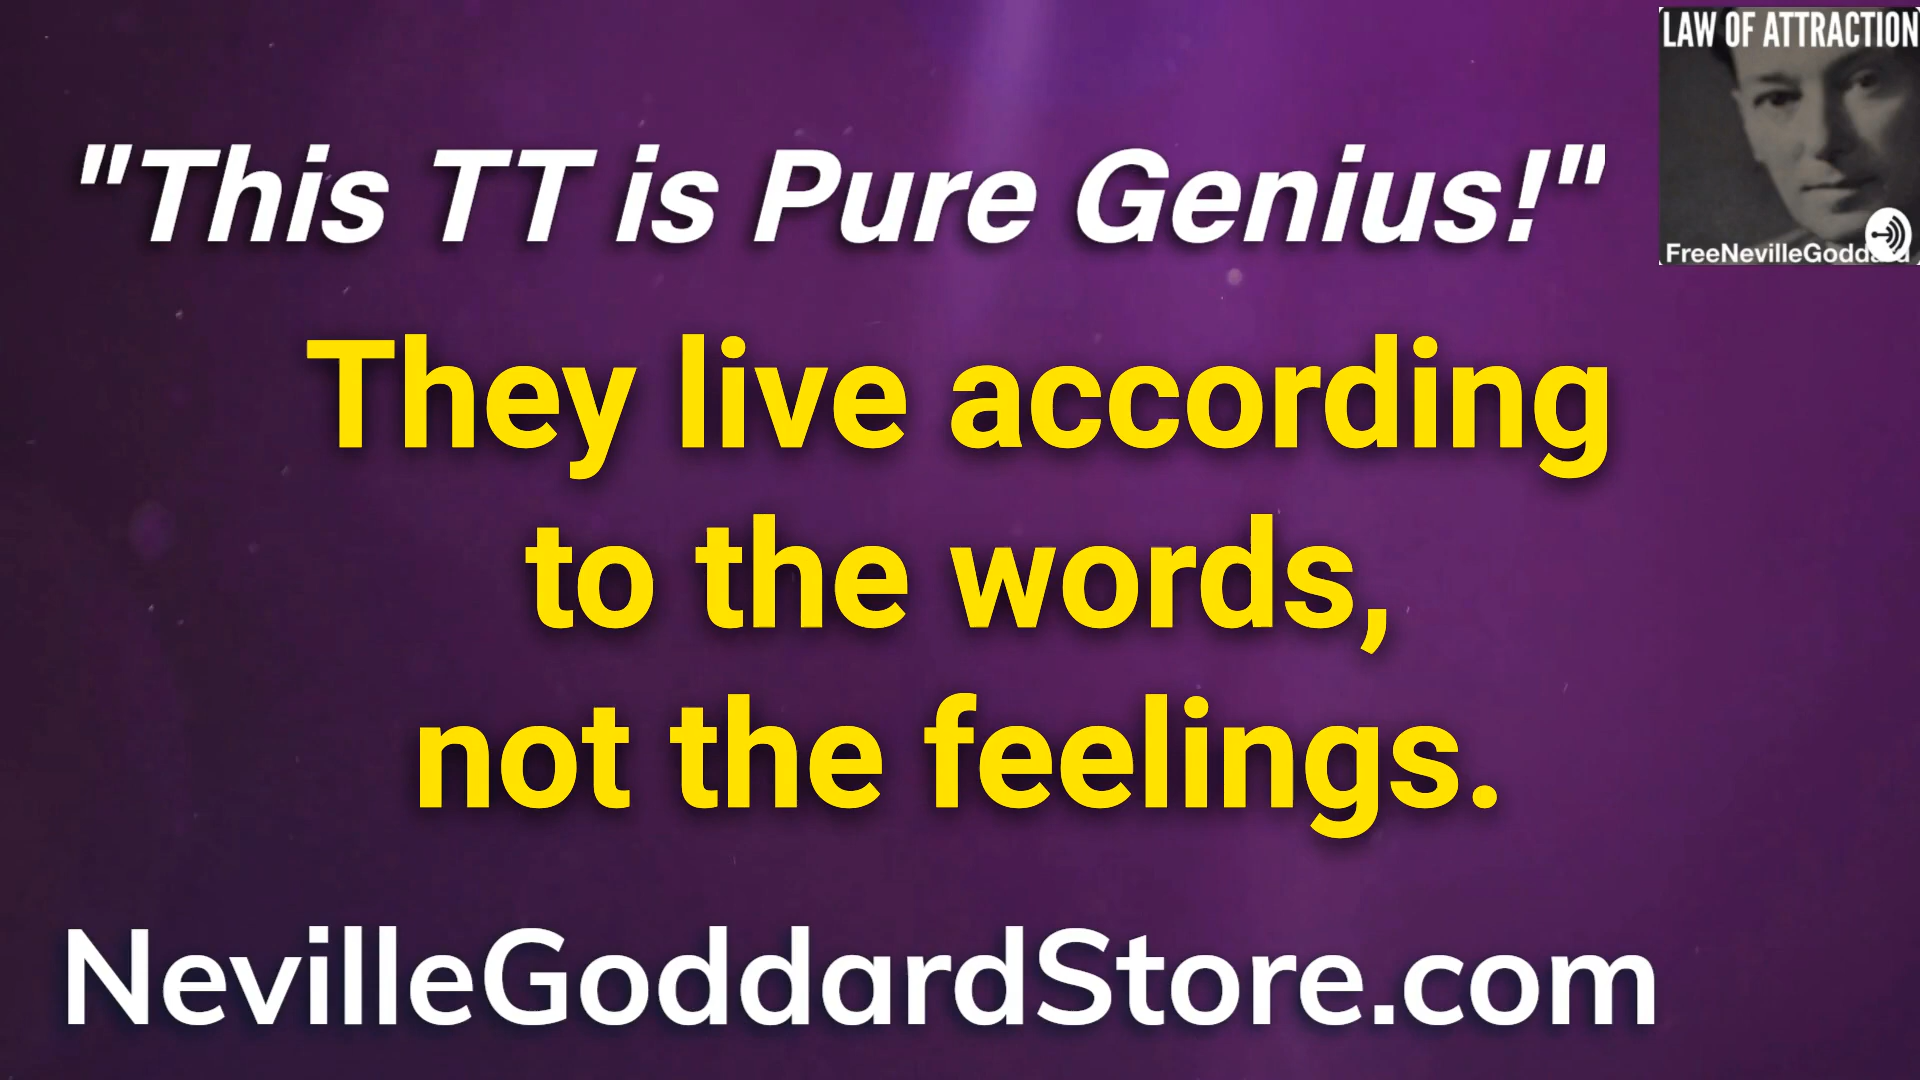 LAW OF ATTRACTION
"This TT is Pure Genius!"
FreeNevilleGoddard
They live according
to the words,
not the feelings.
NevilleGoddardStore.com